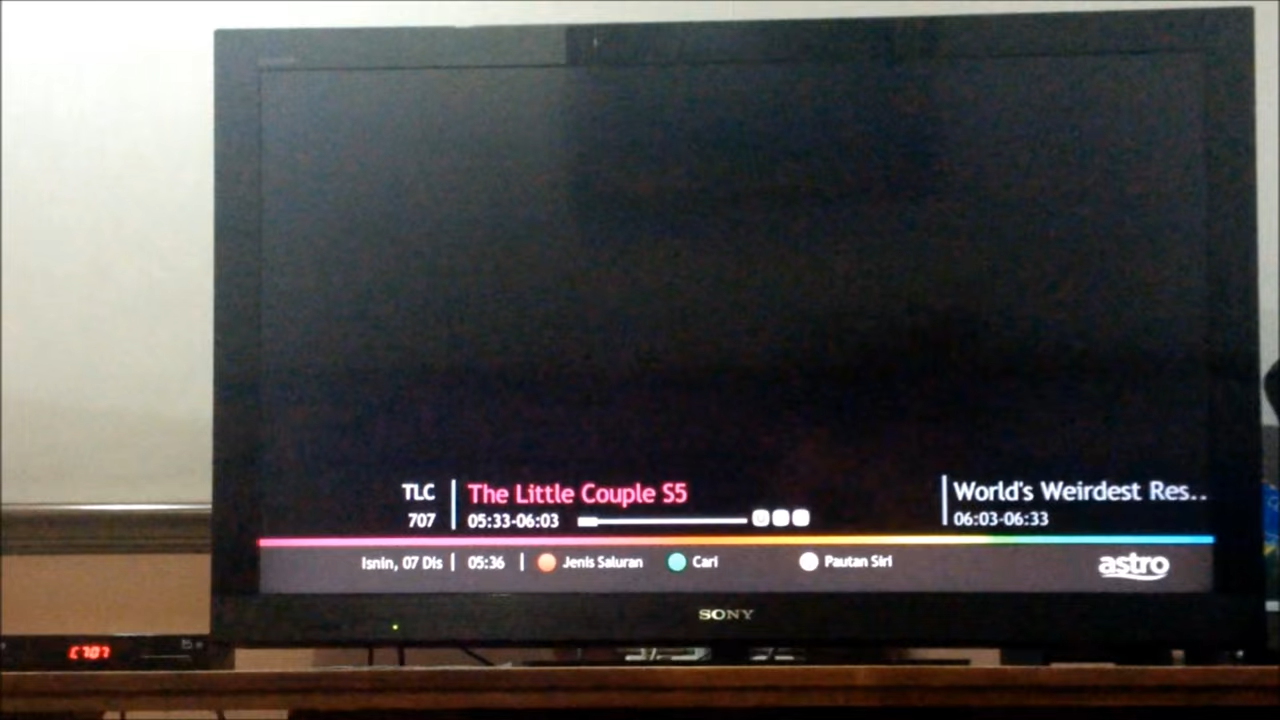 TLC
The Little Couple S5
World's Weirdest Res..
707
05:33-06:03
06:03-06:33
Isnin, 07 Dis
05:36
Jenis Saluran
Cari
Pautan Siri
astro
SONY
C707